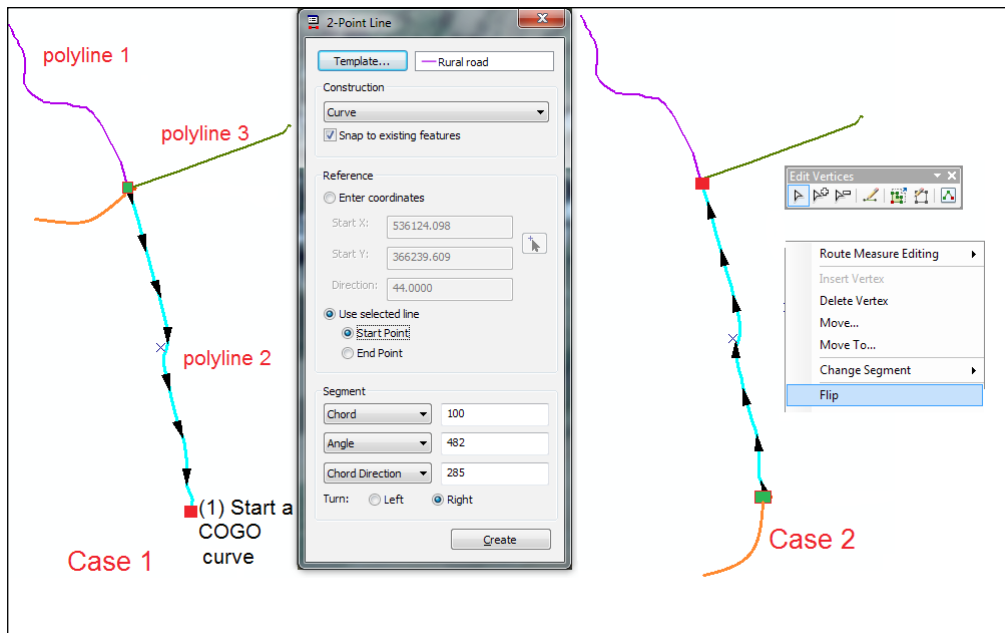 polyline 1
polyline 3
polyline 2
(1) Start a
COGO
curve
Case 1
2-Point Line
Template...
Rural road
Construction
Curve
Snap to existing features
Reference
Enter coordinates
Start X: 536124.098
Start Y: 366239.609
Direction: 44.0000
Use selected line
Start Point
End Point
Segment
Chord 100
Angle 482
Chord Direction 285
Turn: Left Right
Create
Edit Vertices
Route Measure Editing
Insert Vertex
Delete Vertex
Move...
Move To...
Change Segment
Flip
Case 2